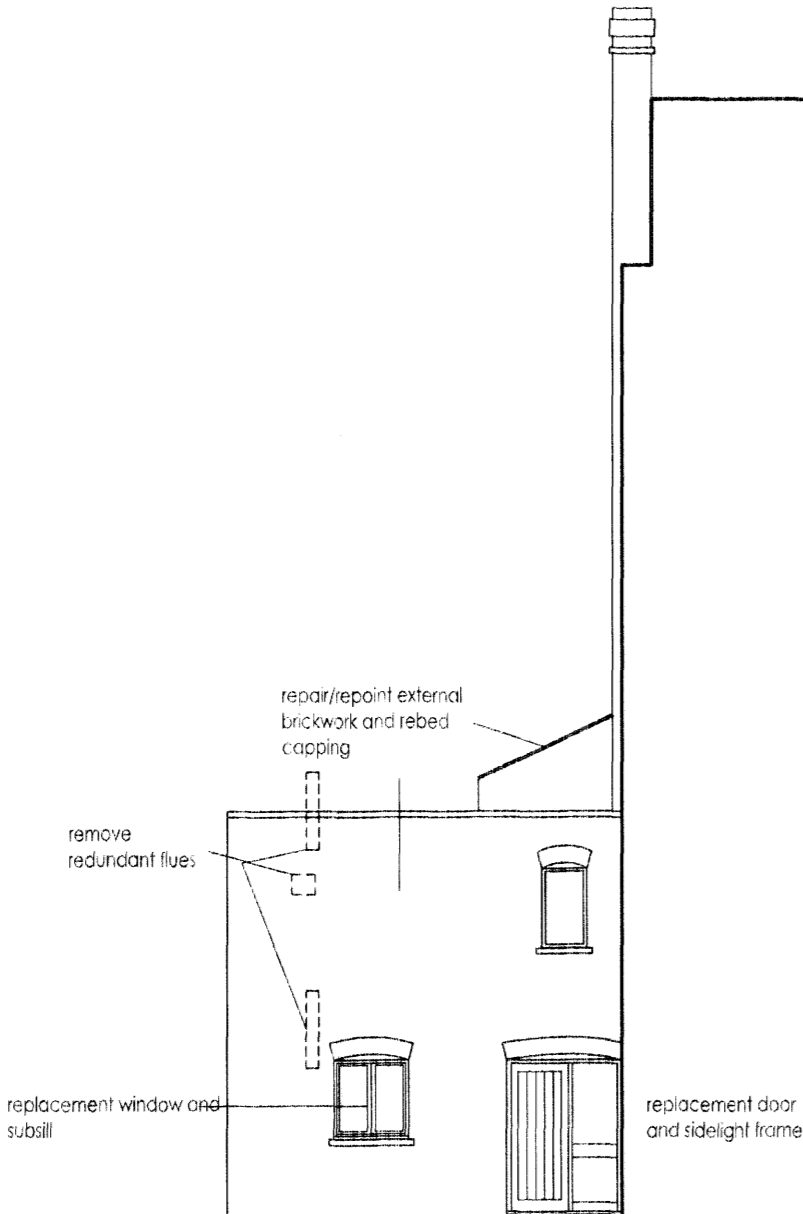 repair/repoint external
brickwork and rebed
capping
remove
redundant flues
replacement window and
subsill
replacement door
and sidelight frame